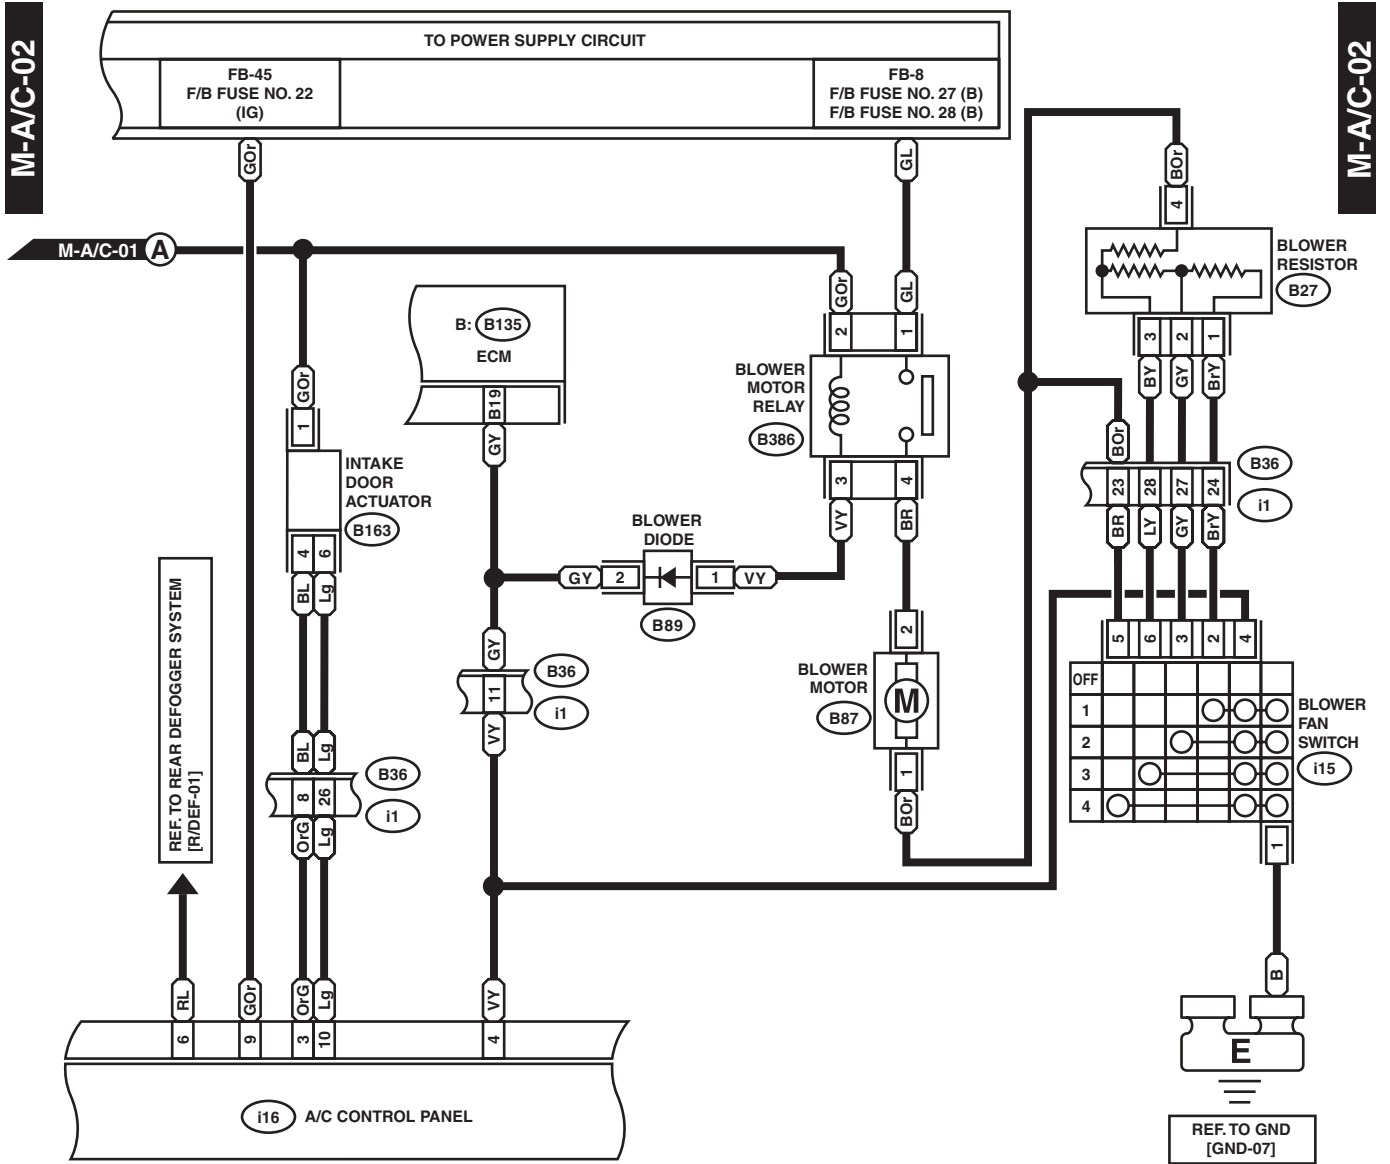 M-A/C-02
M-A/C-02
TO POWER SUPPLY CIRCUIT
FB-45
F/B FUSE NO. 22
(IG)
FB-8
F/B FUSE NO. 27 (B)
F/B FUSE NO. 28 (B)
GOr
GL
BOr
4
M-A/C-01 A
BLOWER
RESISTOR
B27
B: B135
ECM
B19
GY
GOr
GL
2
1
BLOWER
MOTOR
RELAY
B386
3
4
VY
BR
3
2
1
BY
GY
BrY
GOr
1
INTAKE
DOOR
ACTUATOR
B163
4
6
BL
Lg
BOr
23
28
27
24
B36
i1
BR
LY
GY
BrY
BLOWER
DIODE
GY
2
1
VY
B89
REF. TO REAR DEFOGGER SYSTEM
[R/DEF-01]
GY
11
B36
i1
VY
2
BLOWER
MOTOR
M
B87
1
BOr
5
6
3
2
4
OFF
1
2
3
4
BLOWER
FAN
SWITCH
i15
1
BL
Lg
8
26
B36
i1
OrG
Lg
B
E
REF. TO GND
[GND-07]
RL
GOr
OrG
Lg
VY
6
9
3
10
4
i16 A/C CONTROL PANEL